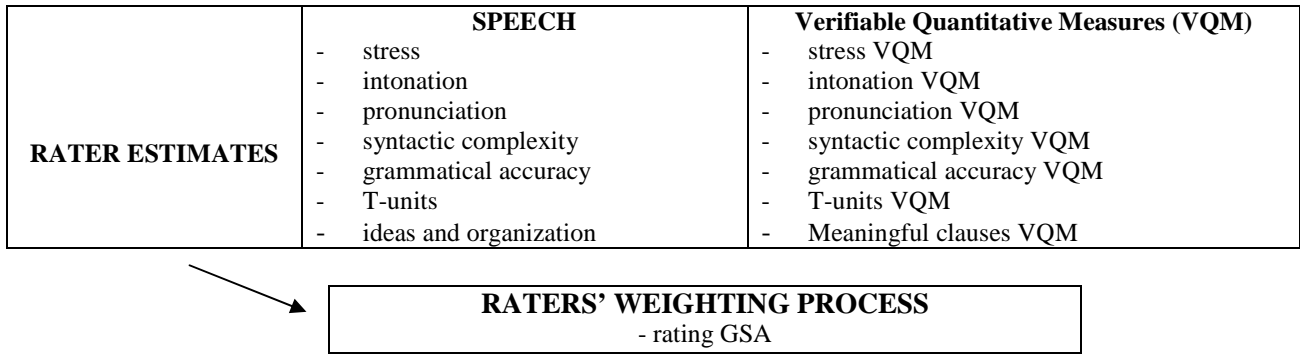 SPEECH
- stress
- intonation
- pronunciation
- syntactic complexity
- grammatical accuracy
- T-units
- ideas and organization
Verifiable Quantitative Measures (VQM)
- stress VQM
- intonation VQM
- pronunciation VQM
- syntactic complexity VQM
- grammatical accuracy VQM
- T-units VQM
- Meaningful clauses VQM
RATER ESTIMATES
RATERS’ WEIGHTING PROCESS
- rating GSA